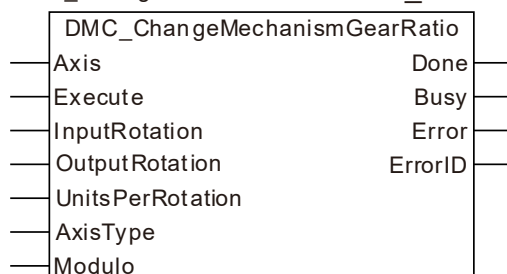 DMC_ChangeMechanismGearRatio
Axis Done
Execute Busy
InputRotation Error
OutputRotation ErrorID
UnitsPerRotation
AxisType
Modulo